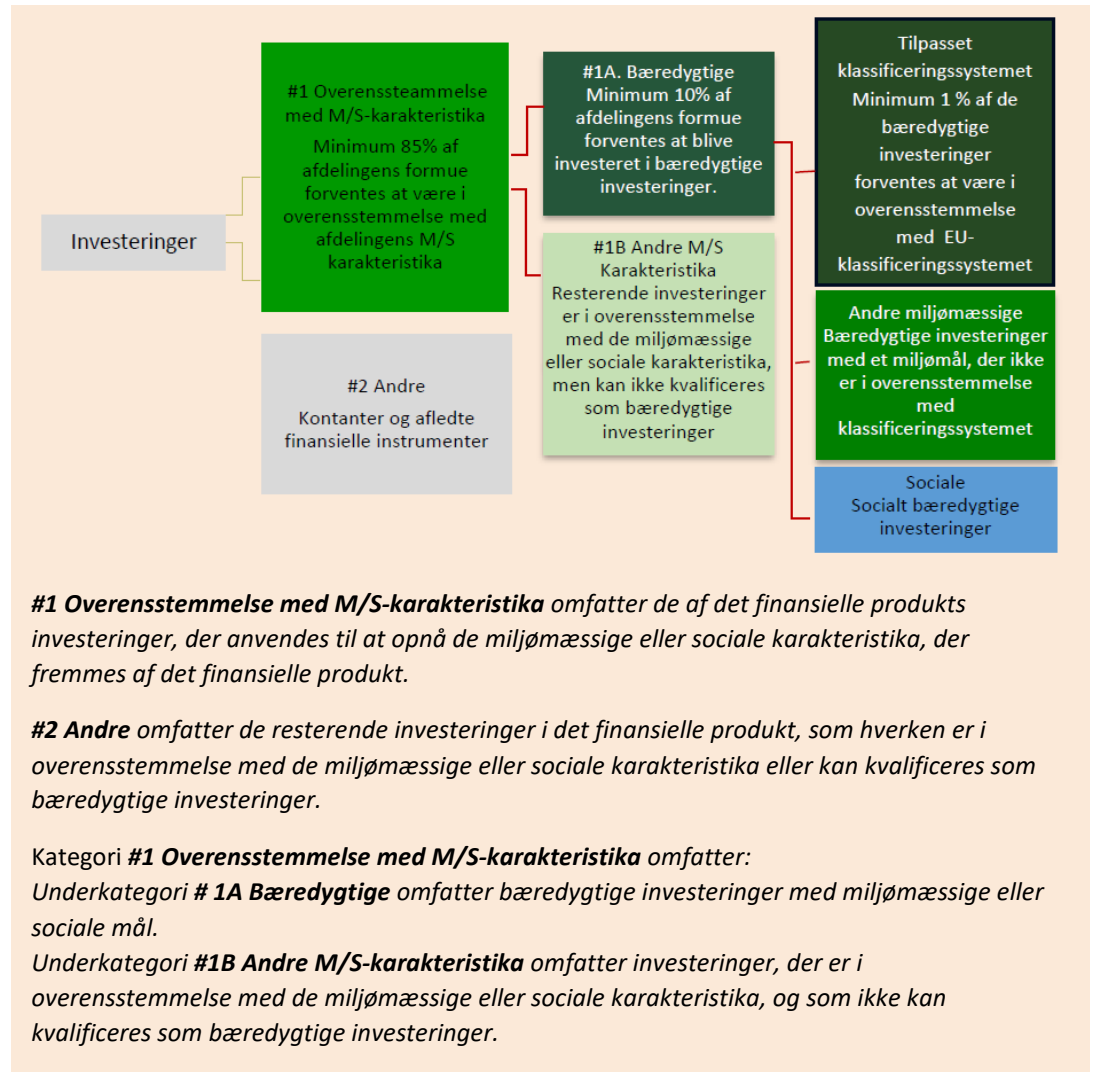 Investeringer
#1 Overenssteammelse
med M/S-karakteristika
Minimum 85% af
afdelingens formue
forventes at være i
overensstemmelse med
afdelingens M/S
karakteristika
#2 Andre
Kontanter og afledte
finansielle instrumenter
#1A. Bæredygtige
Minimum 10% af
afdelingens formue
forventes at blive
investeret i bæredygtige
investeringer.
#1B Andre M/S
Karakteristika
Resterende investeringer
er i overensstemmelse
med de miljømæssige
eller sociale karakteristika,
men kan ikke kvalificeres
som bæredygtige
investeringer
Tilpasset
klassificeringssystemet
Minimum 1 % af de
bæredygtige
investeringer
forventes at være i
overensstemmelse
med EU-
klassificeringssystemet
Andre miljømæssige
Bæredygtige investeringer
med et miljømål, der ikke
er i overensstemmelse
med
klassificeringssystemet
Sociale
Socialt bæredygtige
investeringer
#1 Overensstemmelse med M/S-karakteristika omfatter de af det finansielle produkts
investeringer, der anvendes til at opnå de miljømæssige eller sociale karakteristika, der
fremmes af det finansielle produkt.
#2 Andre omfatter de resterende investeringer i det finansielle produkt, som hverken er i
overensstemmelse med de miljømæssige eller sociale karakteristika eller kan kvalificeres som
bæredygtige investeringer.
Kategori #1 Overensstemmelse med M/S-karakteristika omfatter:
Underkategori # 1A Bæredygtige omfatter bæredygtige investeringer med miljømæssige eller
sociale mål.
Underkategori #1B Andre M/S-karakteristika omfatter investeringer, der er i
overensstemmelse med de miljømæssige eller sociale karakteristika, og som ikke kan
kvalificeres som bæredygtige investeringer.